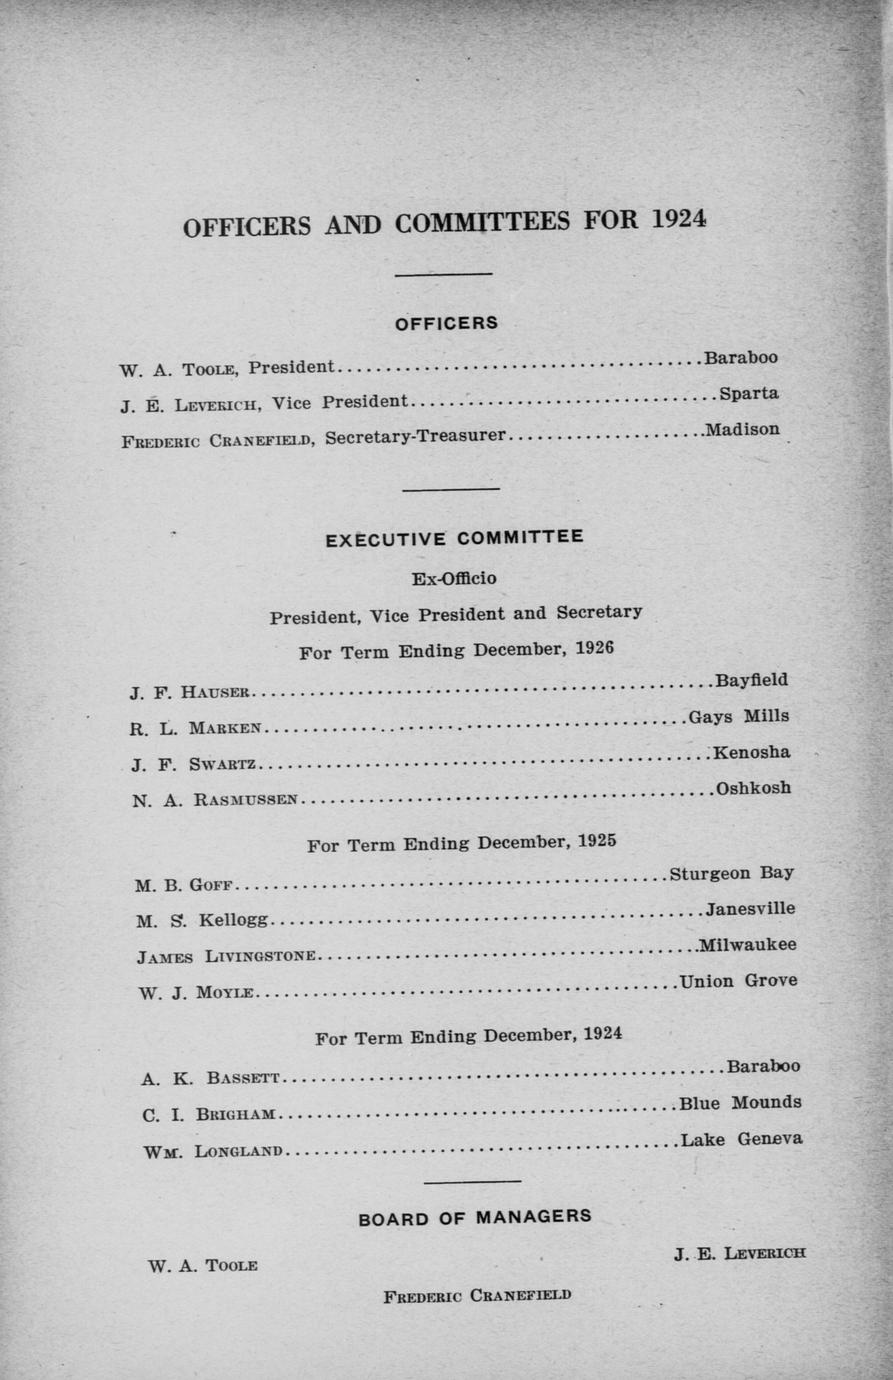 OFFICERS AND COMMITTEES FOR 1924
OFFICERS
W. A. TOOLE, President......................................Baraboo
J. E. LEVERICH, Vice President................................Sparta
FREDERIC CRANEFIELD, Secretary-Treasurer.....................Madison
EXECUTIVE COMMITTEE
Ex-Officio
President, Vice President and Secretary
For Term Ending December, 1926
J. F. HAUSER................................................Bayfield
R. L. MARKEN............................................Gays Mills
J. F. SWARTZ...............................................Kenosha
N. A. RASMUSSEN...........................................Oshkosh
For Term Ending December, 1925
M. B. GOFF.............................................Sturgeon Bay
M. S. Kellogg.............................................Janesville
JAMES LIVINGSTONE........................................Milwaukee
W. J. MOYLE............................................Union Grove
For Term Ending December, 1924
A. K. BASSETT..............................................Baraboo
C. I. BRIGHAM..........................................Blue Mounds
WM. LONGLAND.........................................Lake Geneva
BOARD OF MANAGERS
W. A. TOOLE J. E. LEVERICH
FREDERIC CRANEFIELD